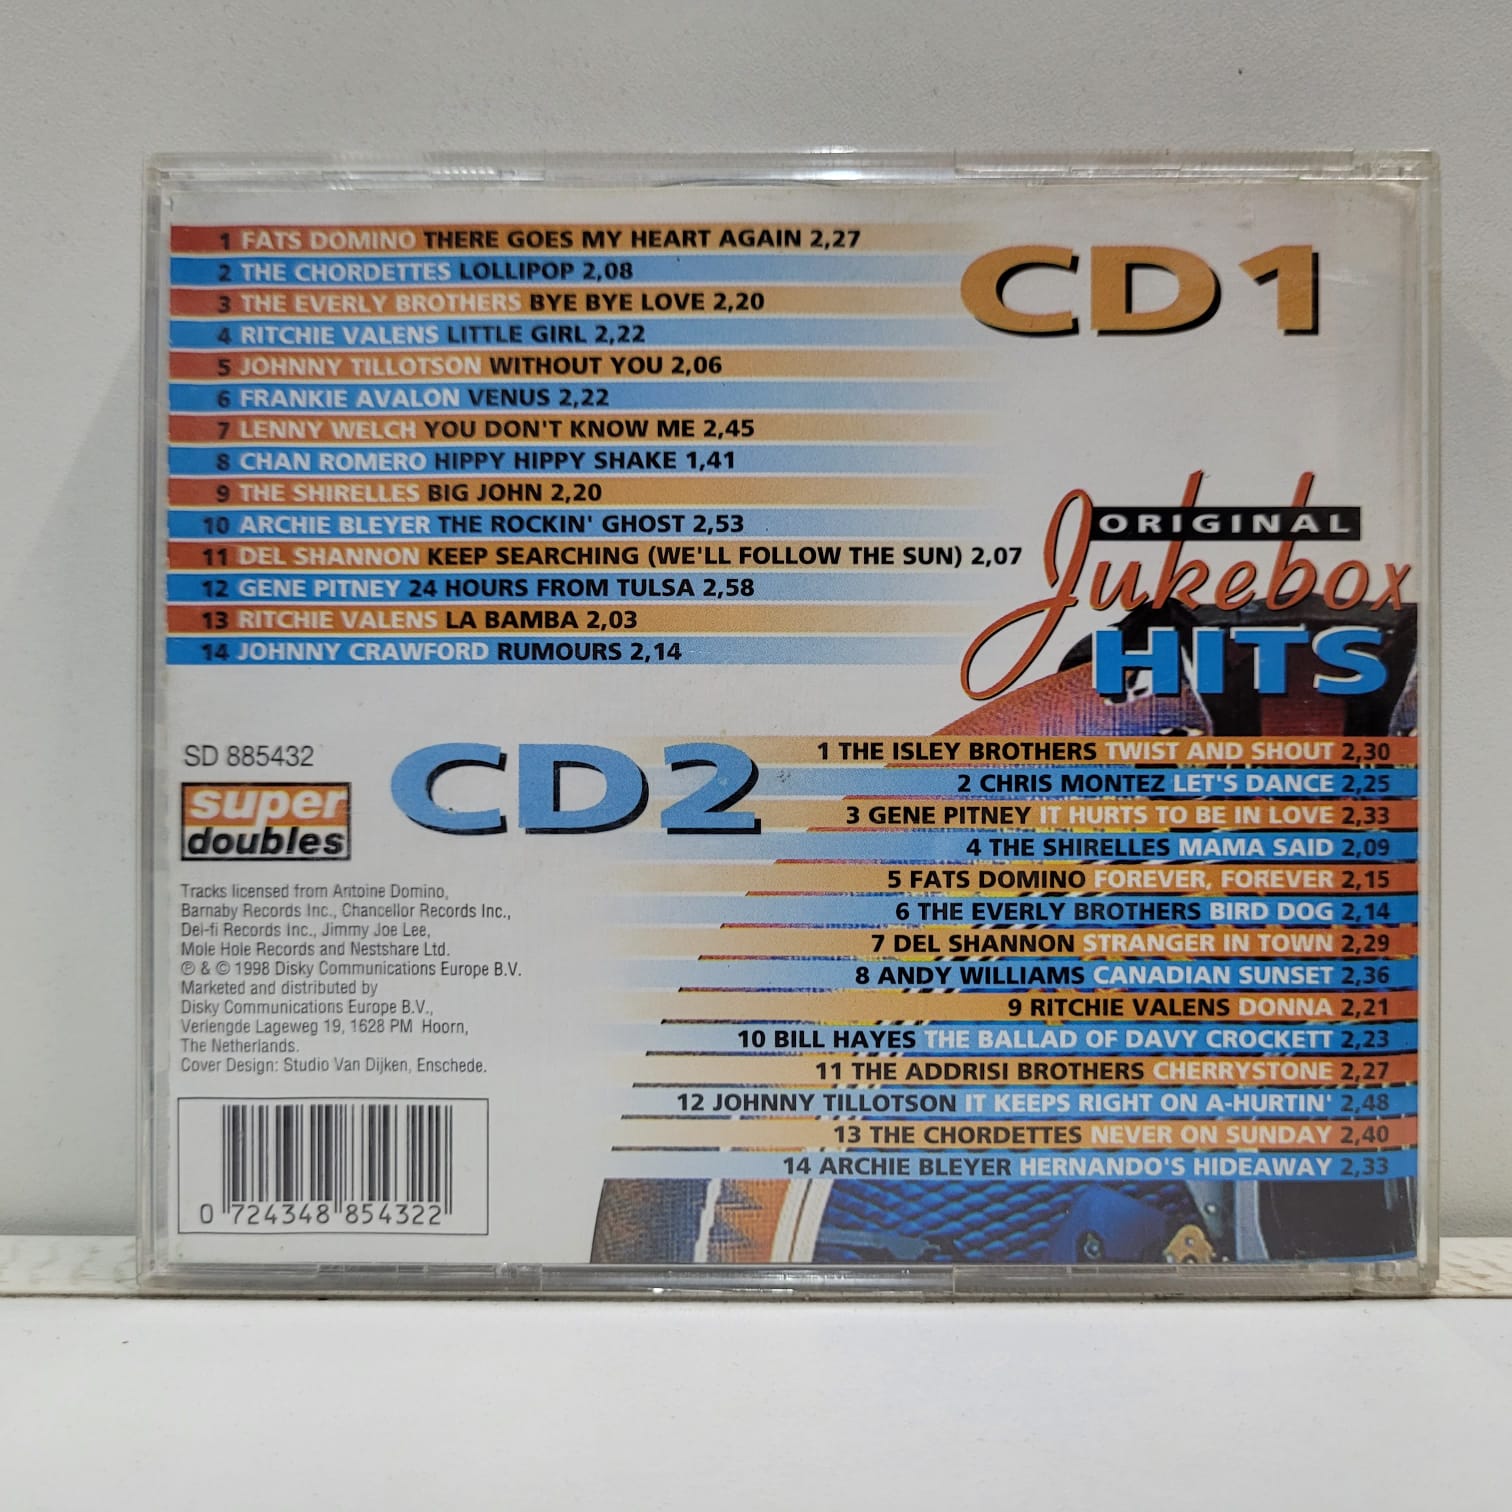 CD1
1 FATS DOMINO THERE GOES MY HEART AGAIN 2,27
2 THE CHORDETTES LOLLIPOP 2,08
3 THE EVERLY BROTHERS BYE BYE LOVE 2,20
4 RITCHIE VALENS LITTLE GIRL 2,22
5 JOHNNY TILLOTSON WITHOUT YOU 2,06
6 FRANKIE AVALON VENUS 2,22
7 LENNY WELCH YOU DON'T KNOW ME 2,45
8 CHAN ROMERO HIPPY HIPPY SHAKE 1,41
9 THE SHIRELLES BIG JOHN 2,20
10 ARCHIE BLEYER THE ROCKIN' GHOST 2,53
11 DEL SHANNON KEEP SEARCHING (WE'LL FOLLOW THE SUN) 2,07
12 GENE PITNEY 24 HOURS FROM TULSA 2,58
13 RITCHIE VALENS LA BAMBA 2,03
14 JOHNNY CRAWFORD RUMOURS 2,14
ORIGINAL
Jukebox
HITS
CD2
1 THE ISLEY BROTHERS TWIST AND SHOUT 2,30
2 CHRIS MONTEZ LET'S DANCE 2,25
3 GENE PITNEY IT HURTS TO BE IN LOVE 2,33
4 THE SHIRELLES MAMA SAID 2,09
5 FATS DOMINO FOREVER, FOREVER 2,15
6 THE EVERLY BROTHERS BIRD DOG 2,14
7 DEL SHANNON STRANGER IN TOWN 2,29
8 ANDY WILLIAMS CANADIAN SUNSET 2,36
9 RITCHIE VALENS DONNA 2,21
10 BILL HAYES THE BALLAD OF DAVY CROCKETT 2,23
11 THE ADDRISI BROTHERS CHERRYSTONE 2,27
12 JOHNNY TILLOTSON IT KEEPS RIGHT ON A-HURTIN' 2,48
13 THE CHORDETTES NEVER ON SUNDAY 2,40
14 ARCHIE BLEYER HERNANDO'S HIDEAWAY 2,33
SD 885432
super
doubles
Tracks licensed from Antoine Domino,
Barnaby Records Inc., Chancellor Records Inc.,
Del-fi Records Inc., Jimmy Joe Lee,
Mole Hole Records and Nestshare Ltd.
℗ & © 1998 Disky Communications Europe B.V.
Marketed and distributed by
Disky Communications Europe B.V.,
Verlengde Lageweg 19, 1628 PM Hoorn,
The Netherlands.
Cover Design: Studio Van Dijken, Enschede.
0 724348 854322